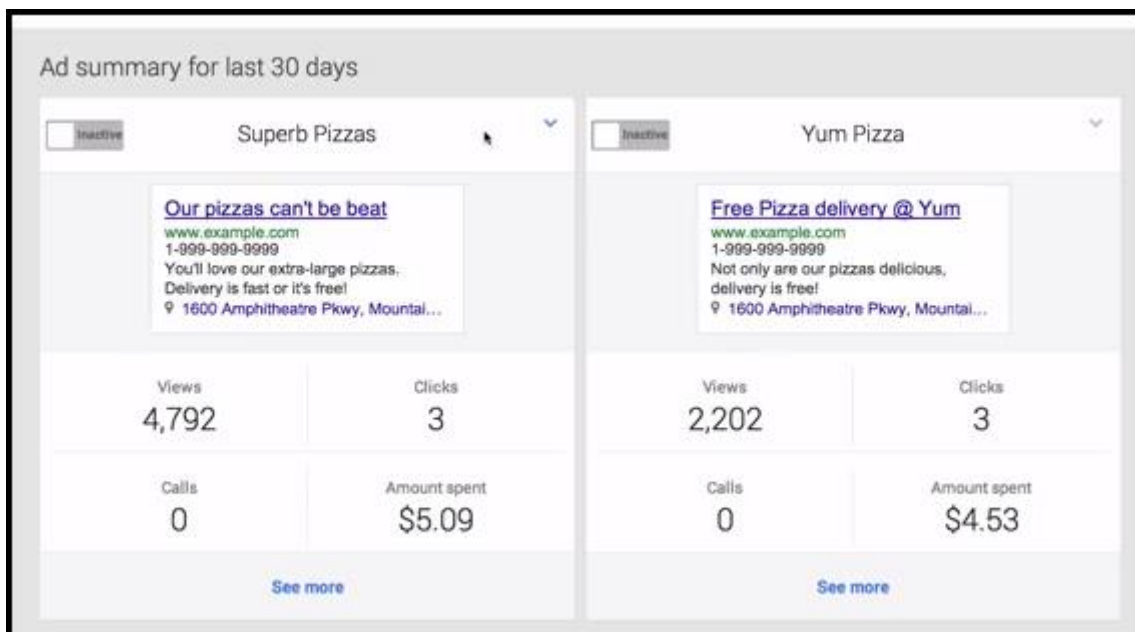 Ad summary for last 30 days
Inactive
Superb Pizzas
Our pizzas can't be beat
www.example.com
1-999-999-9999
You'll love our extra-large pizzas.
Delivery is fast or it's free!
1600 Amphitheatre Pkwy, Mountai...
Views
4,792
Clicks
3
Calls
0
Amount spent
$5.09
See more
Inactive
Yum Pizza
Free Pizza delivery @ Yum
www.example.com
1-999-999-9999
Not only are our pizzas delicious,
delivery is free!
1600 Amphitheatre Pkwy, Mountai...
Views
2,202
Clicks
3
Calls
0
Amount spent
$4.53
See more